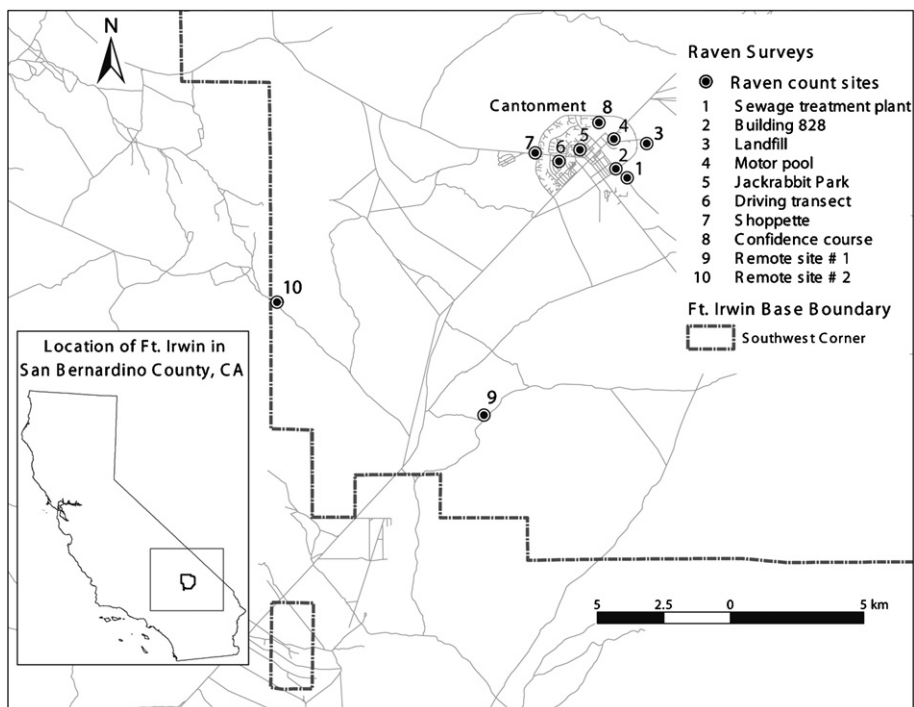 N
Cantonment
8
4
3
5
7
6
2
1
10
9
Raven Surveys
Raven count sites
1 Sewage treatment plant
2 Building 828
3 Landfill
4 Motor pool
5 Jackrabbit Park
6 Driving transect
7 Shoppette
8 Confidence course
9 Remote site # 1
10 Remote site # 2
Ft. Irwin Base Boundary
Southwest Corner
Location of Ft. Irwin in
San Bernardino County, CA
5 2.5 0 5 km